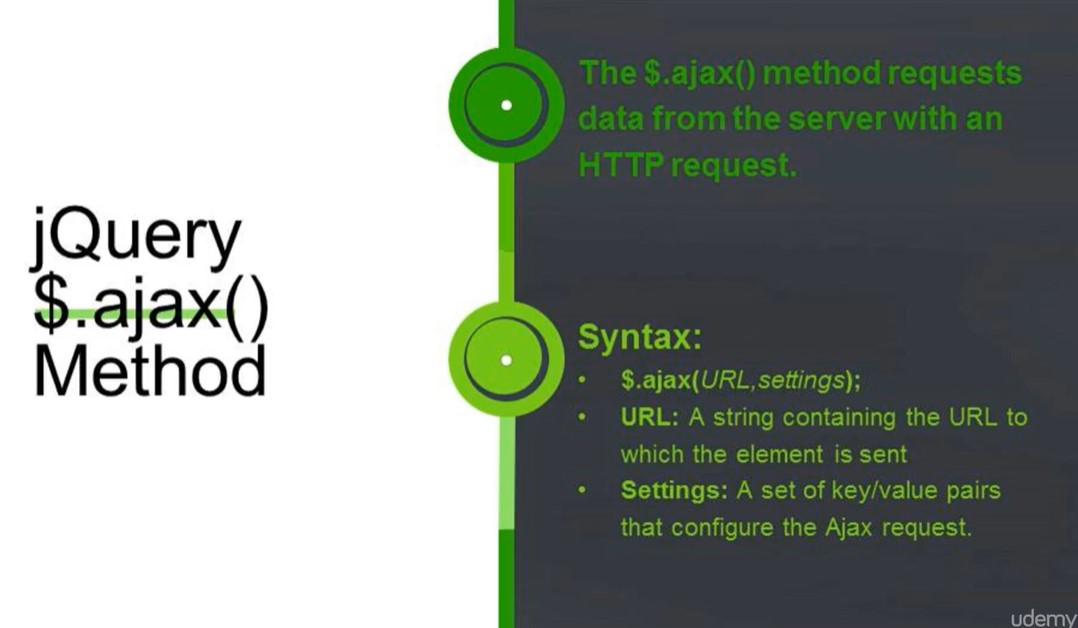 jQuery
$.ajax()
Method
The $.ajax() method requests
data from the server with an
HTTP request.
Syntax:
• $.ajax(URL,settings);
• URL: A string containing the URL to
which the element is sent
• Settings: A set of key/value pairs
that configure the Ajax request.
udemy